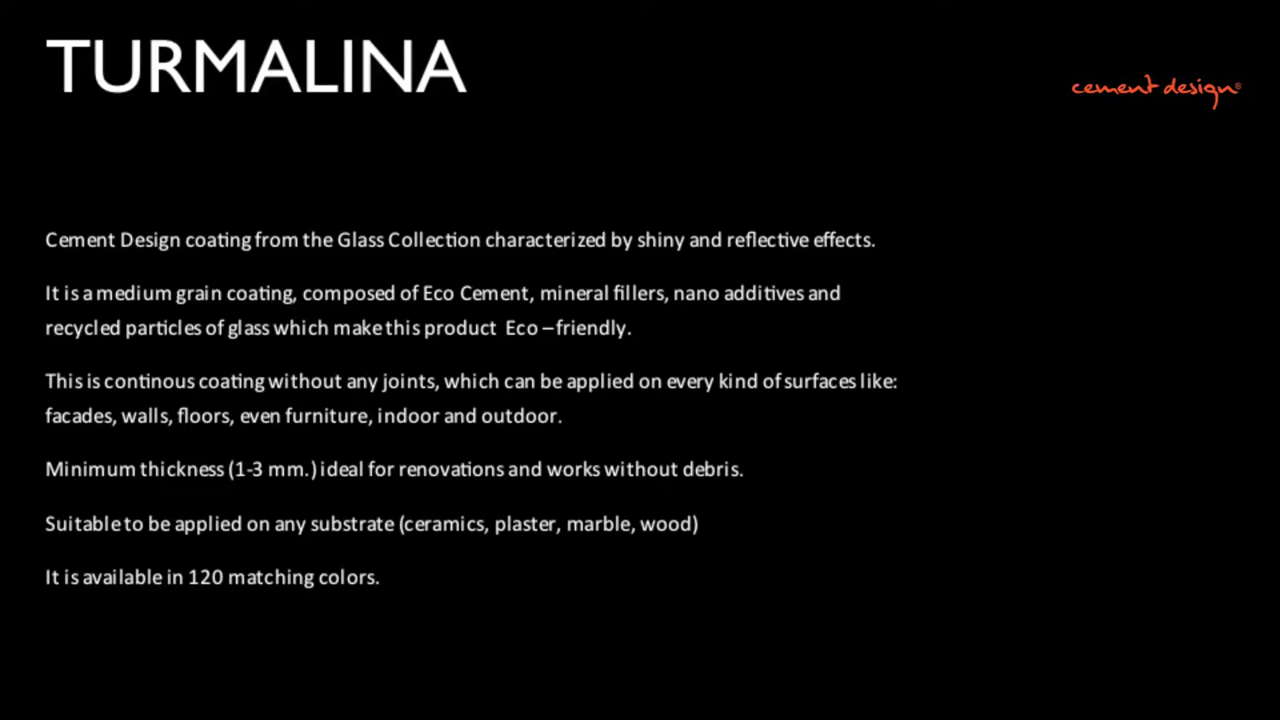 TURMALINA
cement design®
Cement Design coating from the Glass Collection characterized by shiny and reflective effects.
It is a medium grain coating, composed of Eco Cement, mineral fillers, nano additives and
recycled particles of glass which make this product Eco –friendly.
This is continous coating without any joints, which can be applied on every kind of surfaces like:
facades, walls, floors, even furniture, indoor and outdoor.
Minimum thickness (1-3 mm.) ideal for renovations and works without debris.
Suitable to be applied on any substrate (ceramics, plaster, marble, wood)
It is available in 120 matching colors.